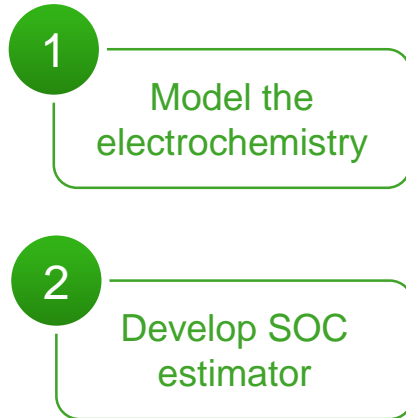 1
Model the
electrochemistry
2
Develop SOC
estimator